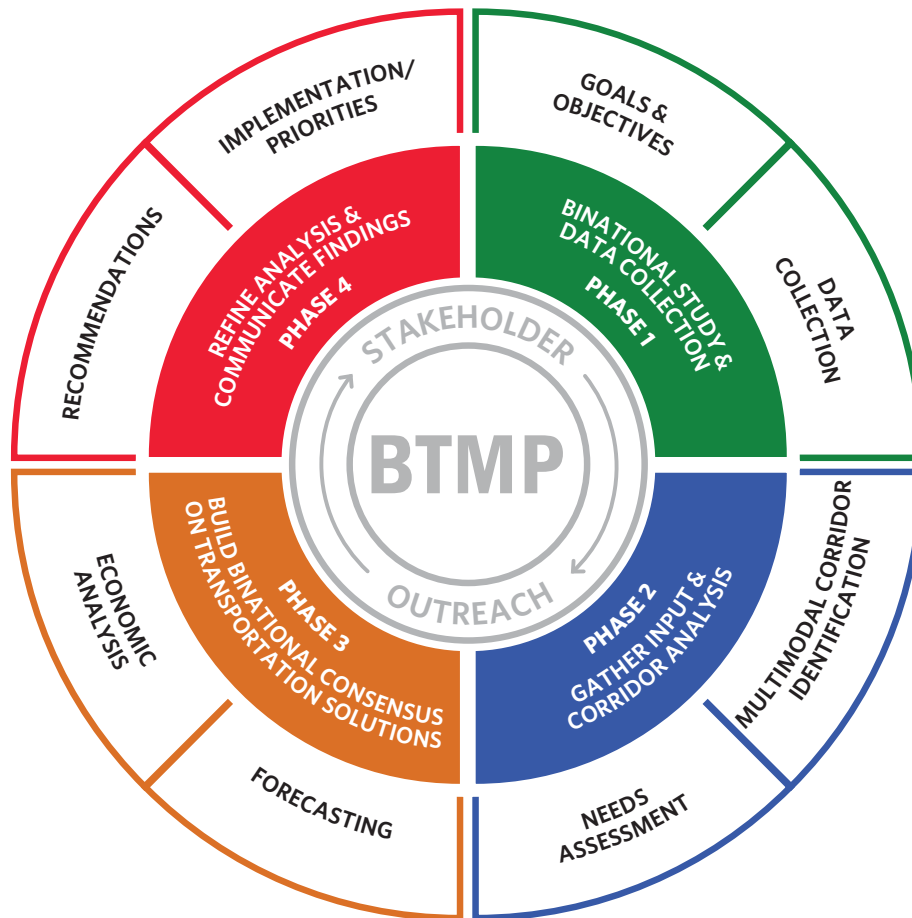 GOALS &
OBJECTIVES
DATA
COLLECTION
BINATIONAL STUDY &
DATA COLLECTION
PHASE 1
MULTIMODAL CORRIDOR
IDENTIFICATION
NEEDS
ASSESSMENT
PHASE 2
GATHER INPUT &
CORRIDOR ANALYSIS
FORECASTING
ECONOMIC
ANALYSIS
PHASE 3
BUILD BINATIONAL CONSENSUS
ON TRANSPORTATION SOLUTIONS
RECOMMENDATIONS
IMPLEMENTATION/
PRIORITIES
REFINE ANALYSIS &
COMMUNICATE FINDINGS
PHASE 4
STAKEHOLDER
BTMP
OUTREACH